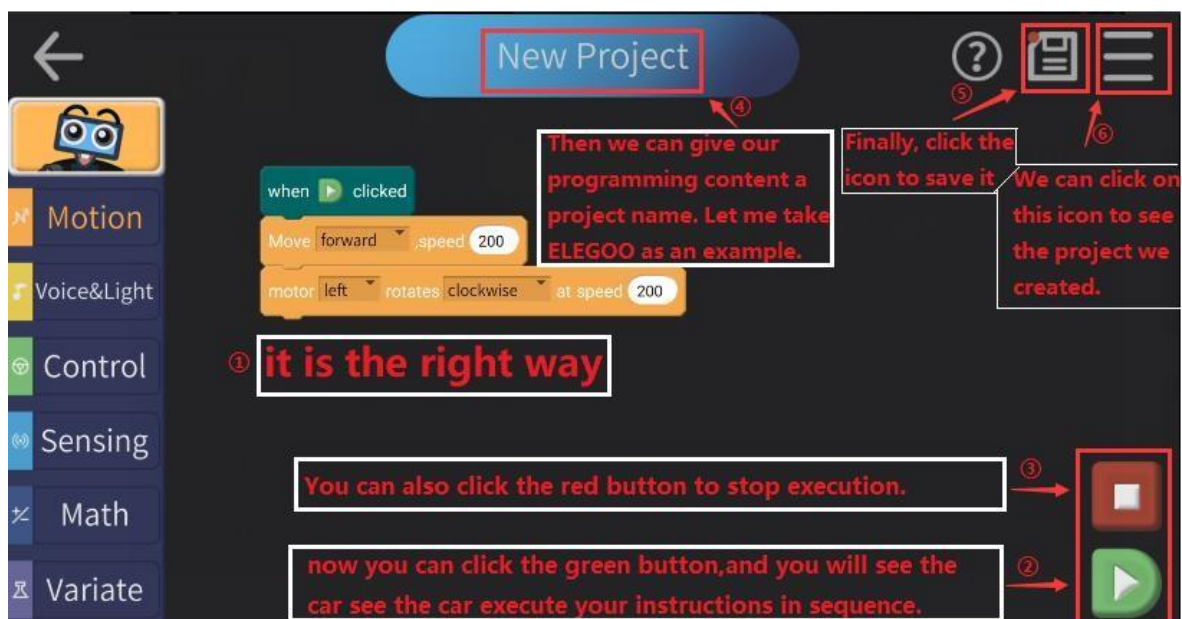 New Project
?
⑤
④
⑥
Then we can give our
programming content a
project name. Let me take
ELEGOO as an example.
Finally, click the
icon to save it
We can click on
this icon to see
the project we
created.
when clicked
Move forward ,speed 200
motor left rotates clockwise at speed 200
Motion
Voice&Light
Control
Sensing
Math
Variate
① it is the right way
You can also click the red button to stop execution.
③
now you can click the green button,and you will see the
car see the car execute your instructions in sequence.
②